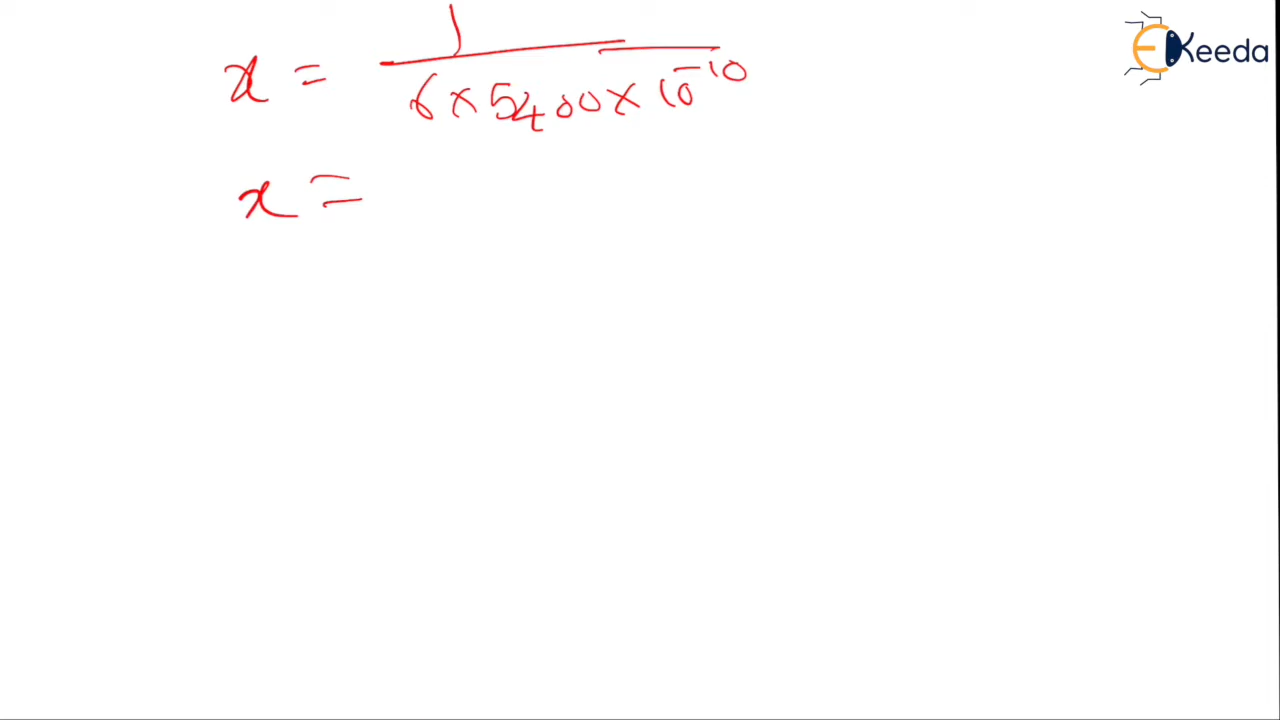 EKeeda
x = 1 / 6 × 5400 × 10⁻¹⁰
x =